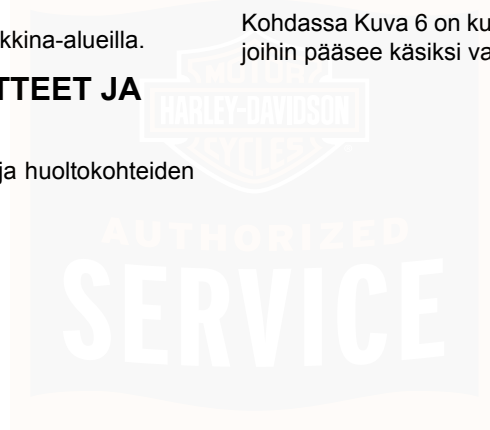 kkina-alueilla.
TTEET JA
ja huoltokohteiden
Kohdassa Kuva 6 on ku
joihin pääsee käsiksi va
MOTOR
HARLEY-DAVIDSON
CYCLES
AUTHORIZED
SERVICE